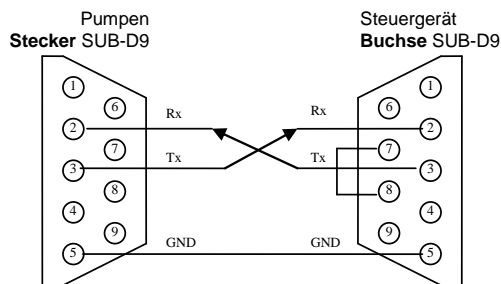 Pumpen
Stecker SUB-D9
Steuergerät
Buchse SUB-D9
1
6
2
7
3
8
4
9
5
Rx
Rx
Tx
Tx
GND
GND
1
6
2
7
3
8
4
9
5